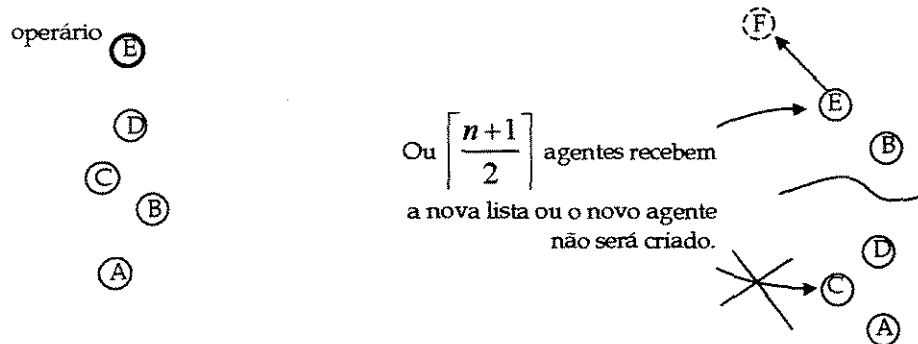 operário
E
D
C
B
A
Ou ⌈(n+1)/2⌉ agentes recebem
a nova lista ou o novo agente
não será criado.
F
E
B
D
C
A